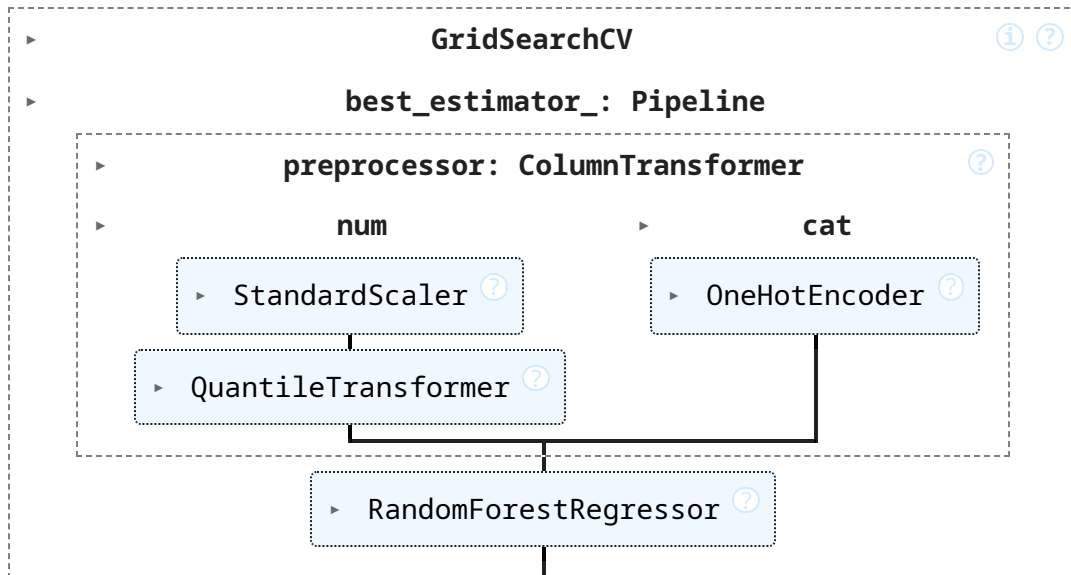 ▸ GridSearchCV i ?
▸ best_estimator_: Pipeline
▸ preprocessor: ColumnTransformer ?
▸ num ▸ cat
▸ StandardScaler ? ▸ OneHotEncoder ?
▸ QuantileTransformer ?
▸ RandomForestRegressor ?